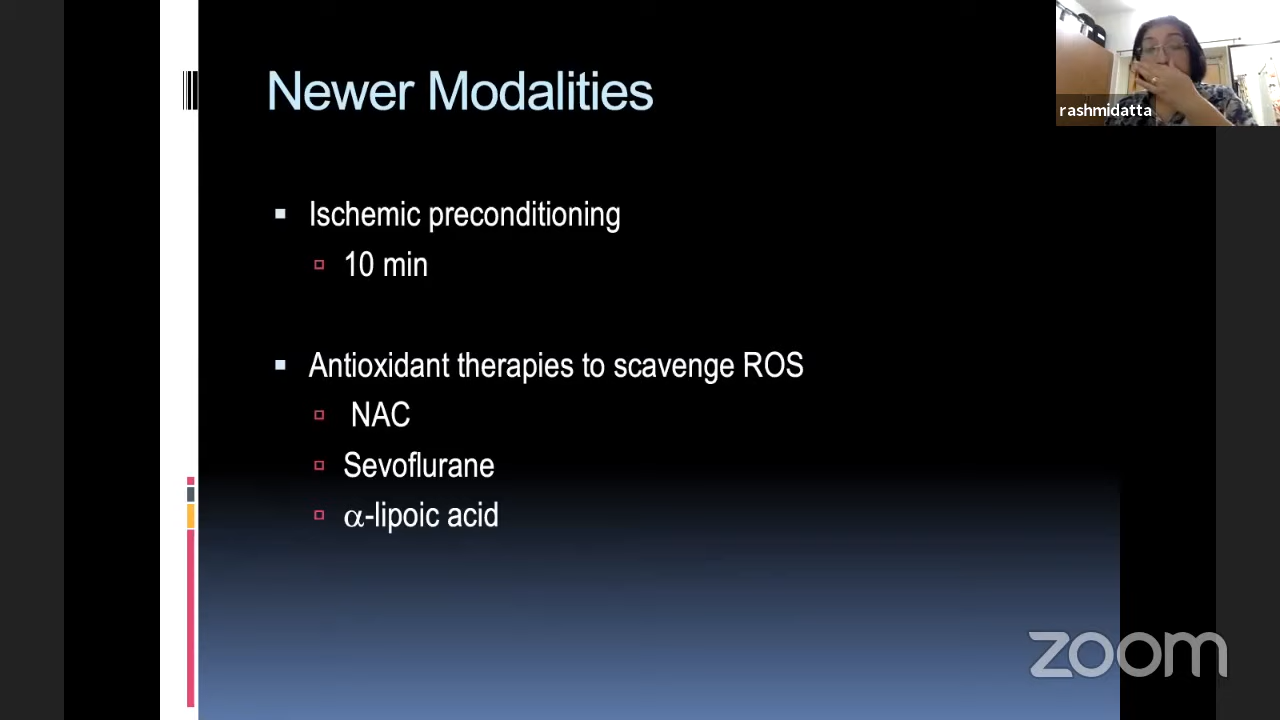 Newer Modalities
rashmidatta
Ischemic preconditioning
10 min
Antioxidant therapies to scavenge ROS
NAC
Sevoflurane
α-lipoic acid
zoom